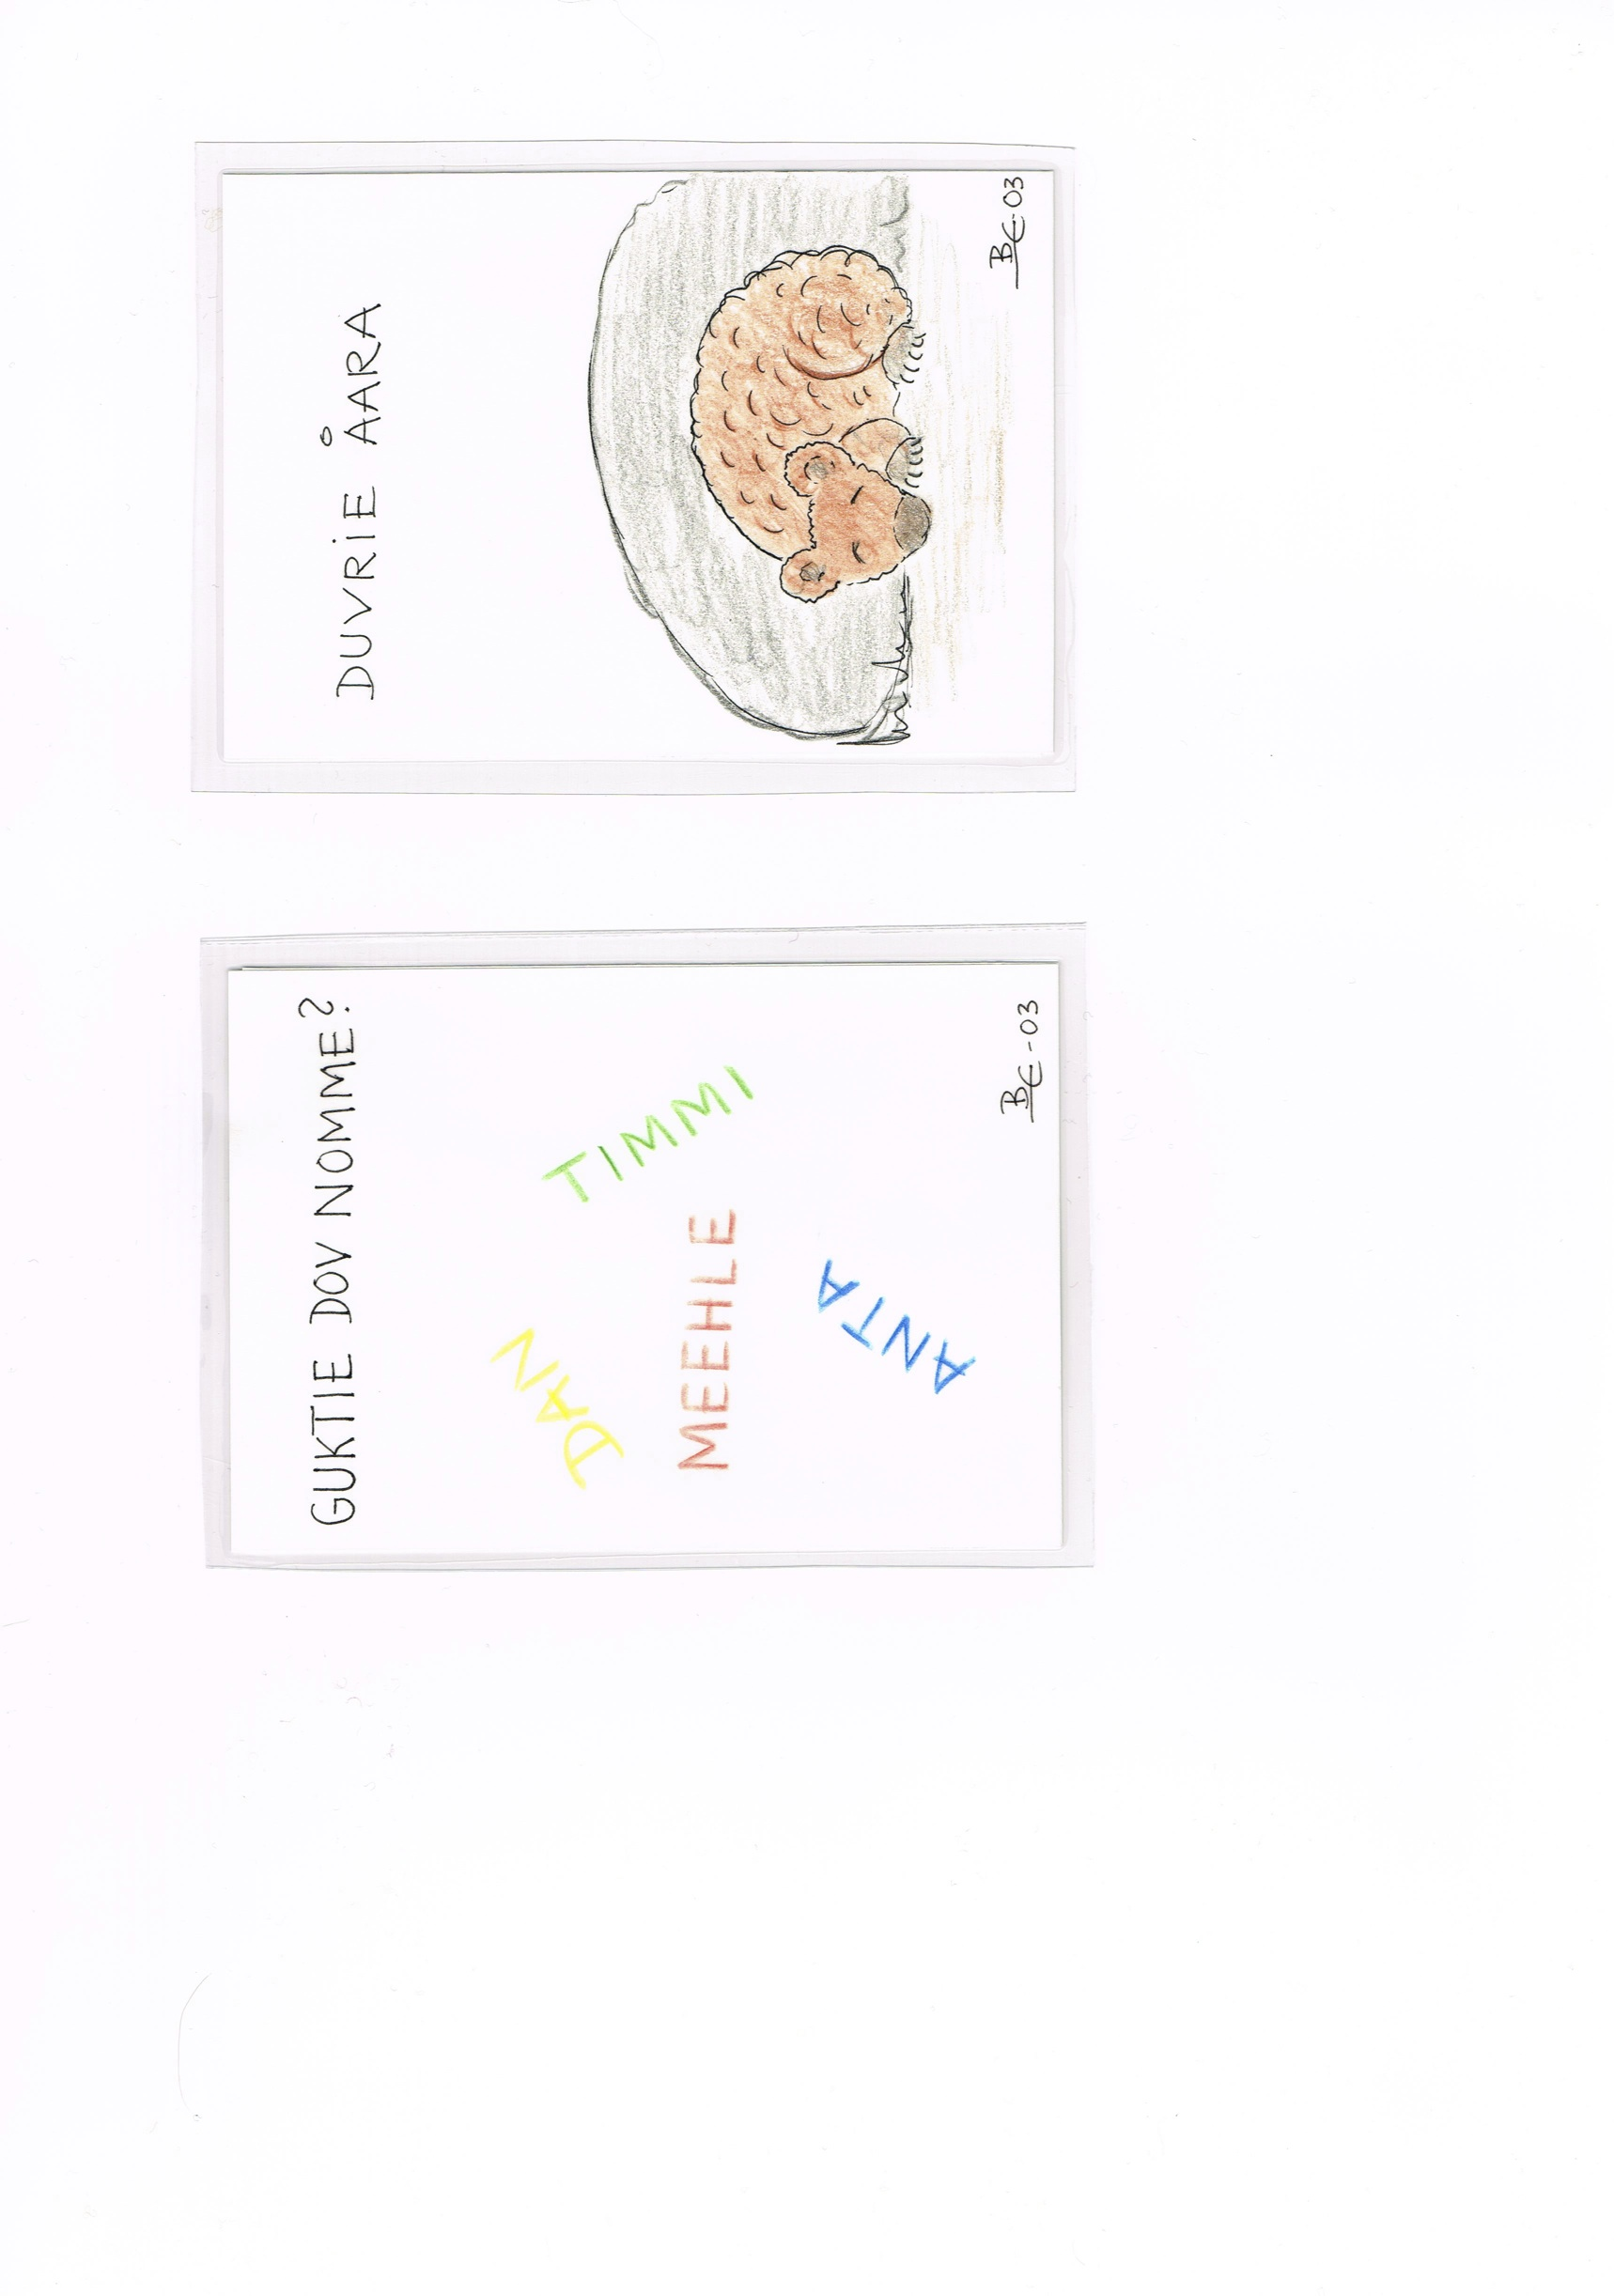 DUVRIE ÅARA
BE-03
GUKTIE DOV NOMME?
TIMMI
DAN
MEEHLE
ANTA
BE-03